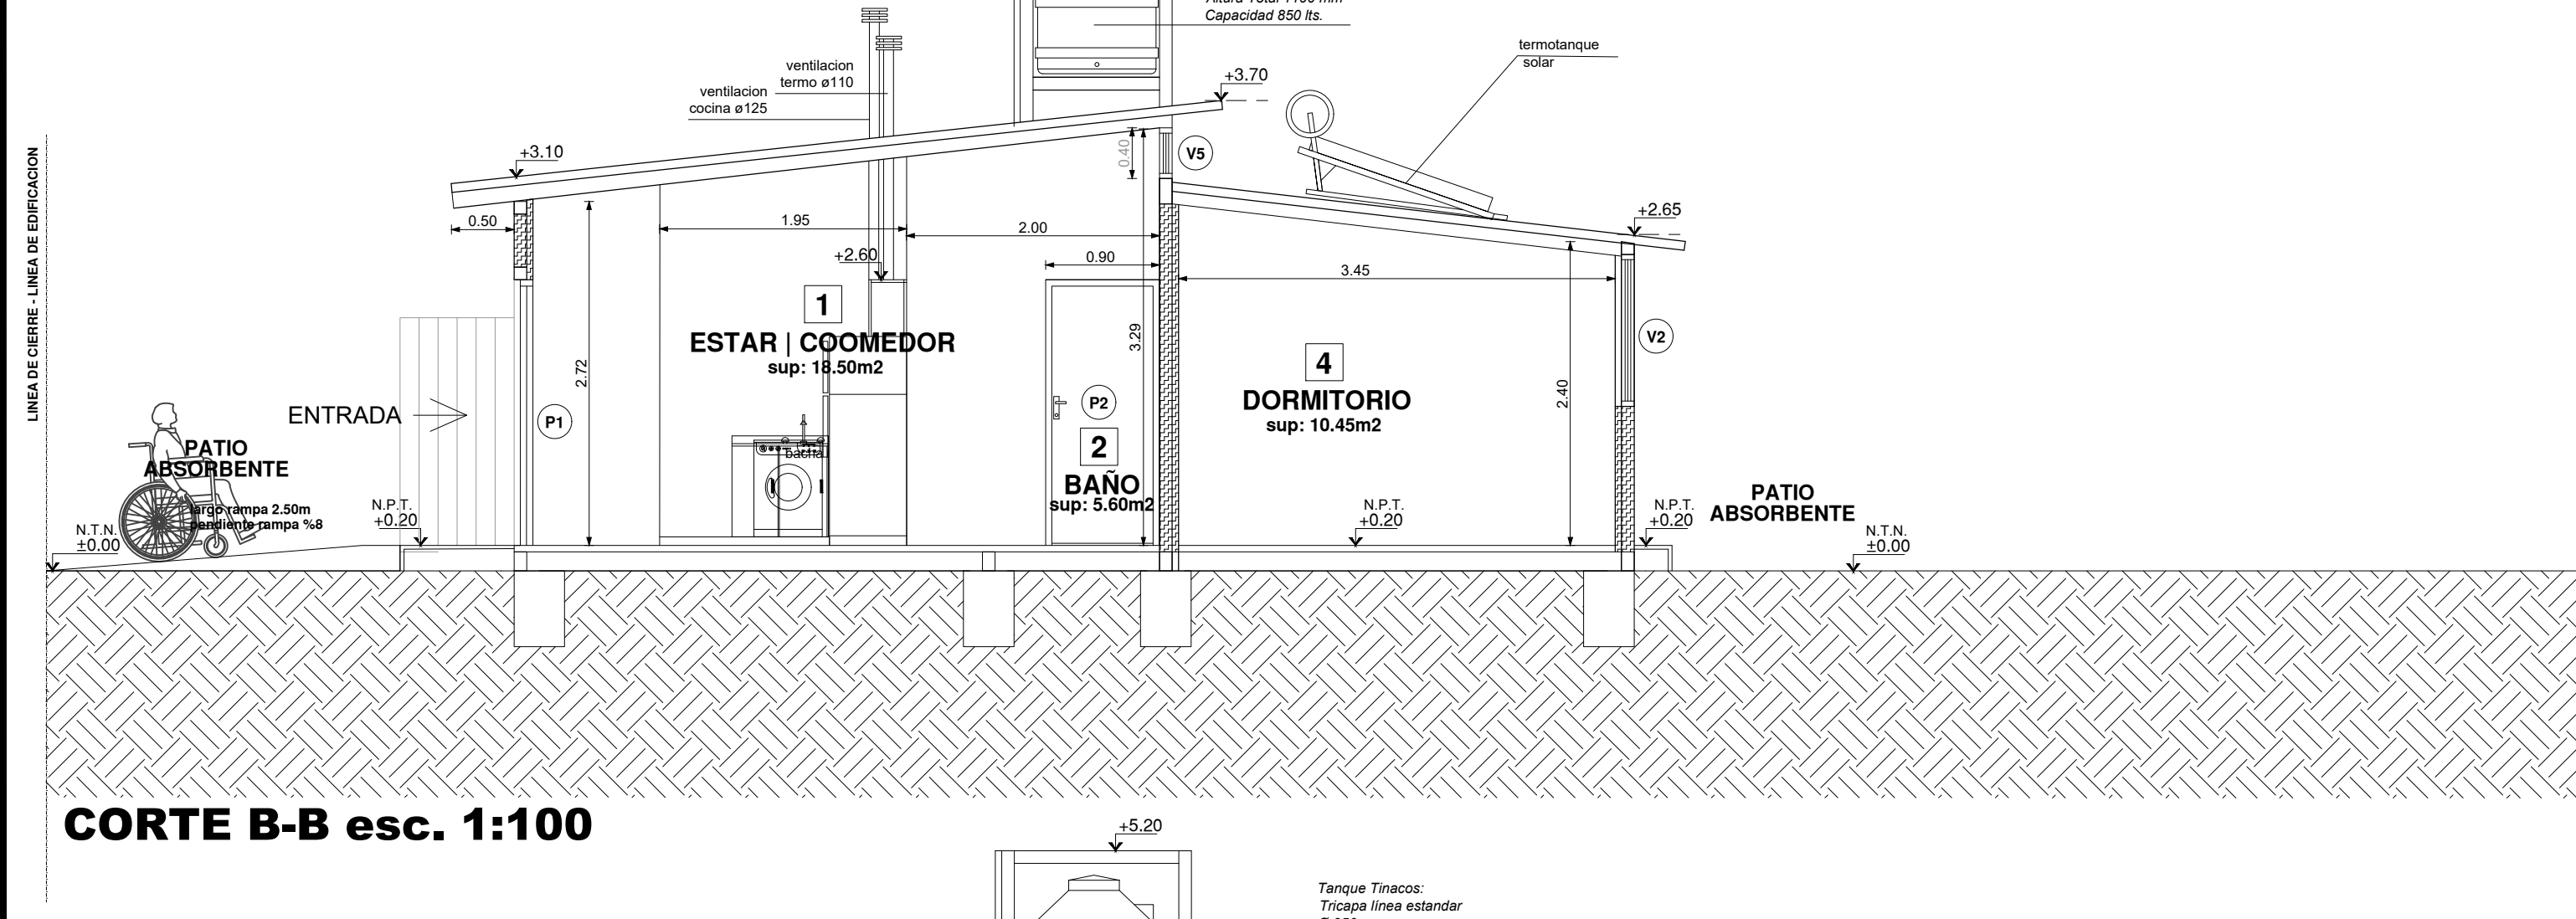 Capacidad 850 lts.
termotanque
solar
ventilacion
termo ø110
+3.70
ventilacion
cocina ø125
+3.10
0.40
V5
LINEA DE CIERRE - LINEA DE EDIFICACION
0.50
1.95
2.00
+2.65
+2.60
0.90
3.45
1
ESTAR | COOMEDOR
sup: 18.50m2
2.72
3.29
V2
4
DORMITORIO
sup: 10.45m2
2.40
ENTRADA
P1
P2
2
BAÑO
sup: 5.60m2
bacha
PATIO
ABSORBENTE
largo rampa 2.50m
pendiente rampa %8
N.T.N.
±0.00
N.P.T.
+0.20
N.P.T.
+0.20
N.P.T.
+0.20
PATIO
ABSORBENTE
N.T.N.
±0.00
CORTE B-B esc. 1:100
+5.20
Tanque Tinacos:
Tricapa línea estandar